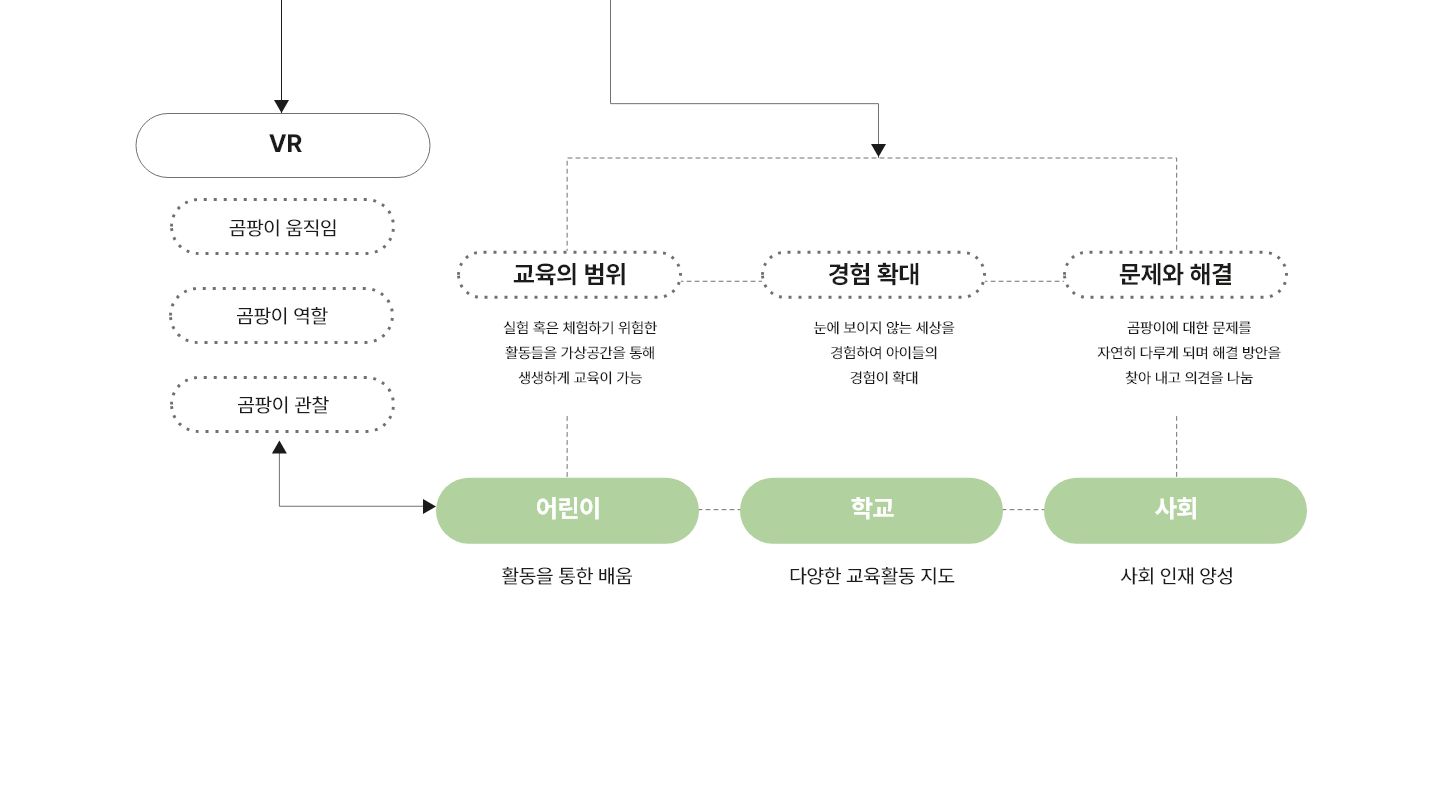 VR
곰팡이 움직임
곰팡이 역할
곰팡이 관찰
교육의 범위
실험 혹은 체험하기 위험한
활동들을 가상공간을 통해
생생하게 교육이 가능
경험 확대
눈에 보이지 않는 세상을
경험하여 아이들의
경험이 확대
문제와 해결
곰팡이에 대한 문제를
자연히 다루게 되며 해결 방안을
찾아 내고 의견을 나눔
어린이
활동을 통한 배움
학교
다양한 교육활동 지도
사회
사회 인재 양성